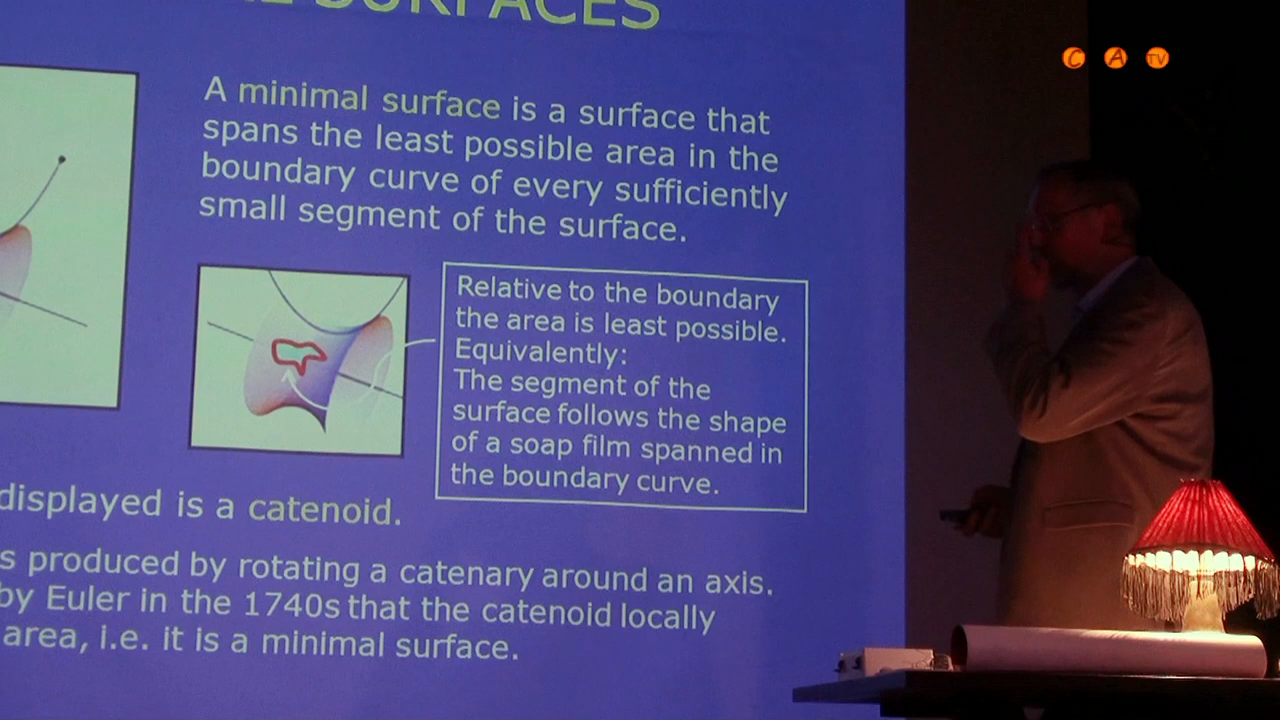 SURFACES
C A TV
A minimal surface is a surface that
spans the least possible area in the
boundary curve of every sufficiently
small segment of the surface.
Relative to the boundary
the area is least possible.
Equivalently:
The segment of the
surface follows the shape
of a soap film spanned in
the boundary curve.
displayed is a catenoid.
s produced by rotating a catenary around an axis.
by Euler in the 1740s that the catenoid locally
area, i.e. it is a minimal surface.